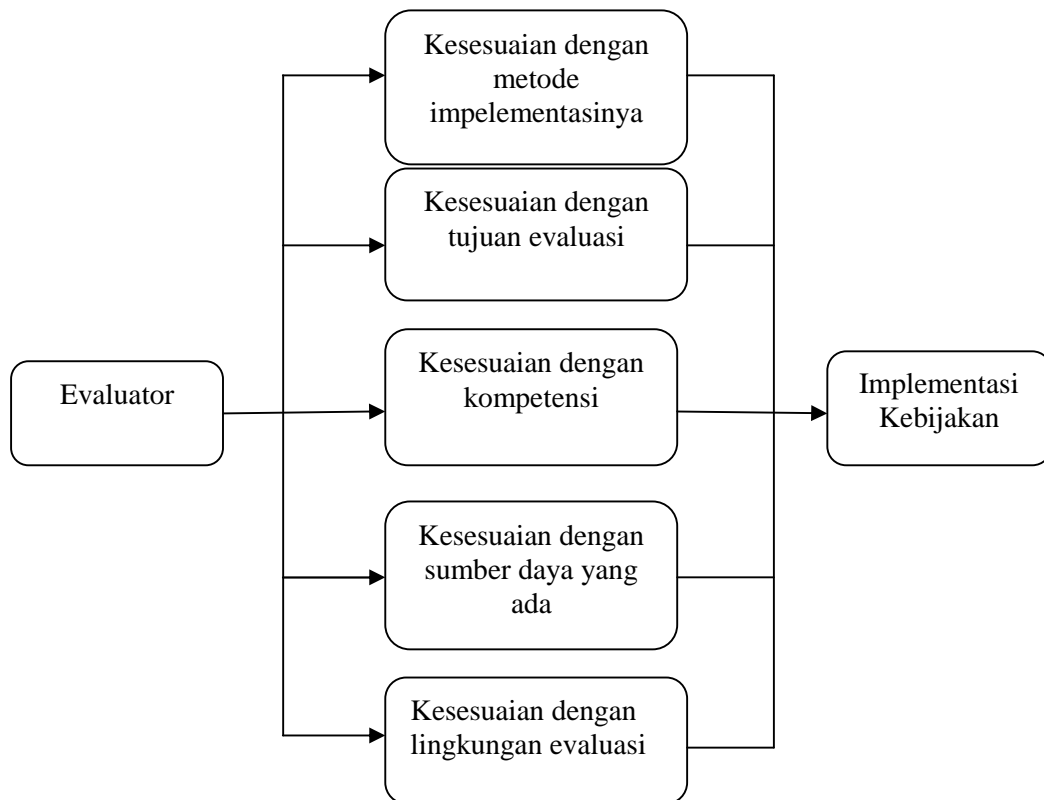 Kesesuaian dengan
metode
impelementasinya
Kesesuaian dengan
tujuan evaluasi
Evaluator
Kesesuaian dengan
kompetensi
Implementasi
Kebijakan
Kesesuaian dengan
sumber daya yang
ada
Kesesuaian dengan
lingkungan evaluasi